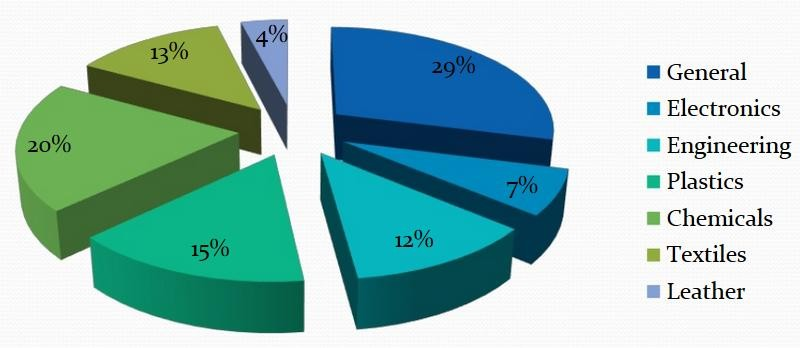 4%
13%
29%
20%
7%
12%
15%
General
Electronics
Engineering
Plastics
Chemicals
Textiles
Leather